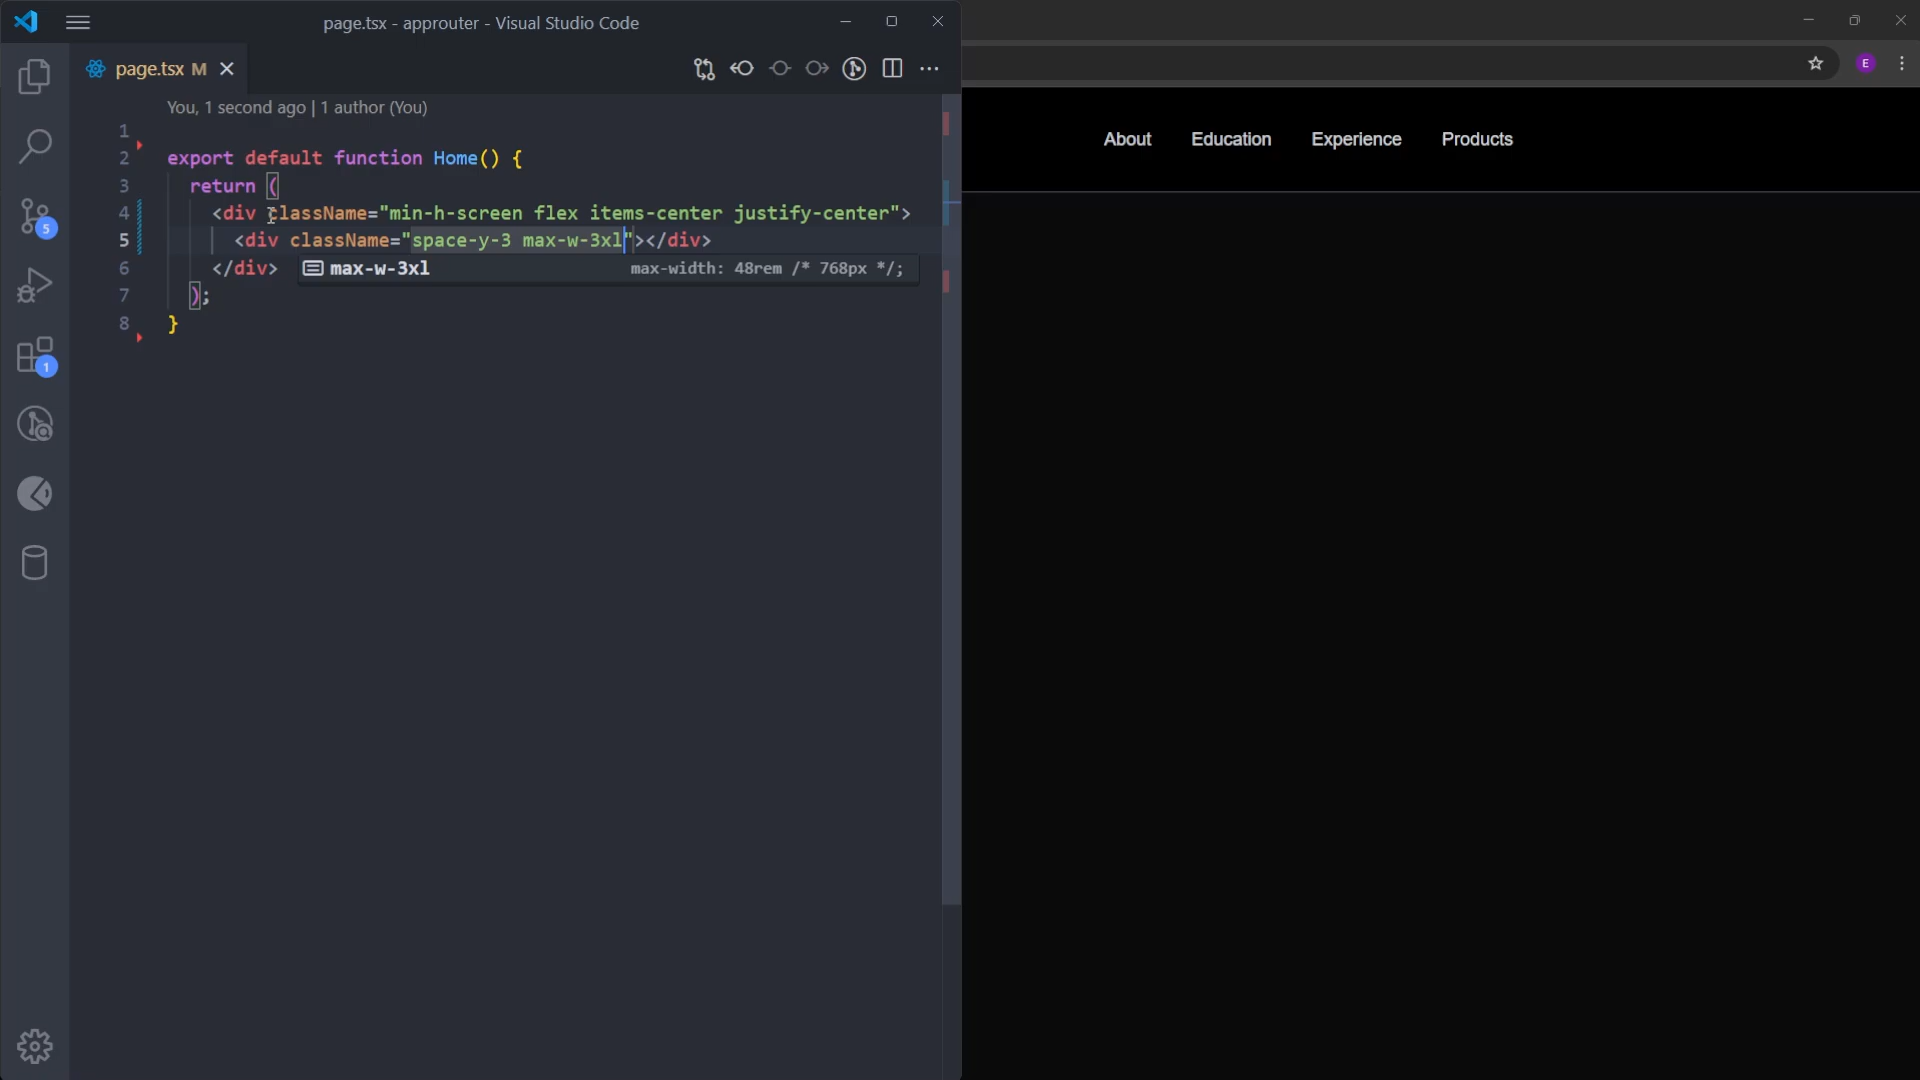 page.tsx - approuter - Visual Studio Code
page.tsx M
You, 1 second ago | 1 author (You)
1
2 export default function Home() {
3 return (
4 <div className="min-h-screen flex items-center justify-center">
5 <div className="space-y-3 max-w-3xl"></div>
6 </div>
max-w-3xl max-width: 48rem /* 768px */;
7 );
8 }
5
1
E
About Education Experience Products